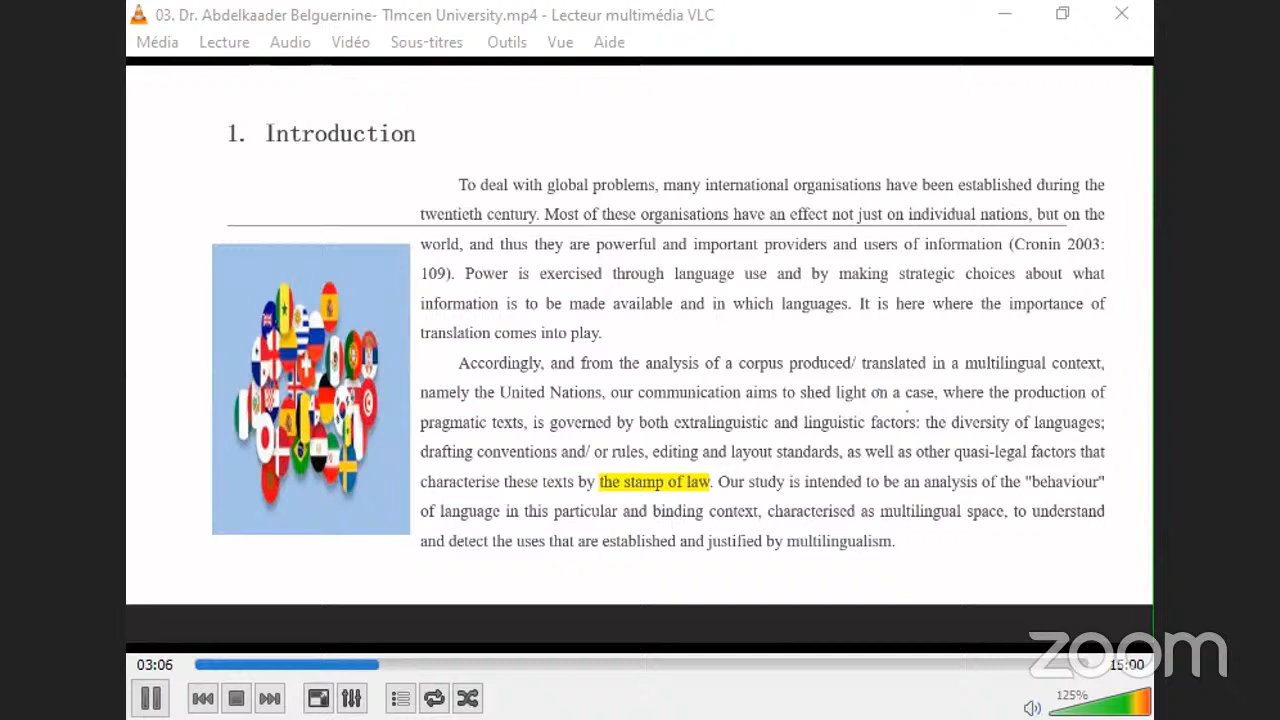 03. Dr. Abdelkaader Belguernine- Tlmcen University.mp4 - Lecteur multimédia VLC
Média Lecture Audio Vidéo Sous-titres Outils Vue Aide
1. Introduction
To deal with global problems, many international organisations have been established during the
twentieth century. Most of these organisations have an effect not just on individual nations, but on the
world, and thus they are powerful and important providers and users of information (Cronin 2003:
109). Power is exercised through language use and by making strategic choices about what
information is to be made available and in which languages. It is here where the importance of
translation comes into play.
Accordingly, and from the analysis of a corpus produced/ translated in a multilingual context,
namely the United Nations, our communication aims to shed light on a case, where the production of
pragmatic texts, is governed by both extralinguistic and linguistic factors: the diversity of languages;
drafting conventions and/ or rules, editing and layout standards, as well as other quasi-legal factors that
characterise these texts by the stamp of law. Our study is intended to be an analysis of the "behaviour"
of language in this particular and binding context, characterised as multilingual space, to understand
and detect the uses that are established and justified by multilingualism.
zoom
03:06
15:00
125%